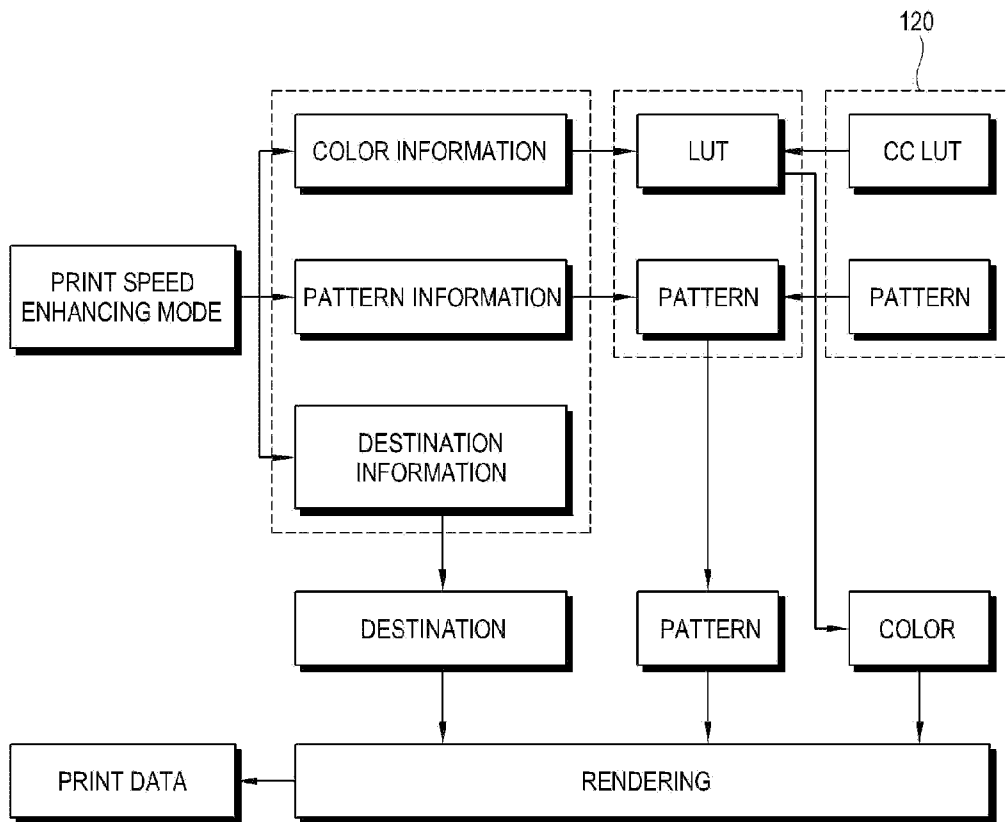 120
COLOR INFORMATION
LUT
CC LUT
PRINT SPEED
ENHANCING MODE
PATTERN INFORMATION
PATTERN
PATTERN
DESTINATION
INFORMATION
DESTINATION
PATTERN
COLOR
PRINT DATA
RENDERING